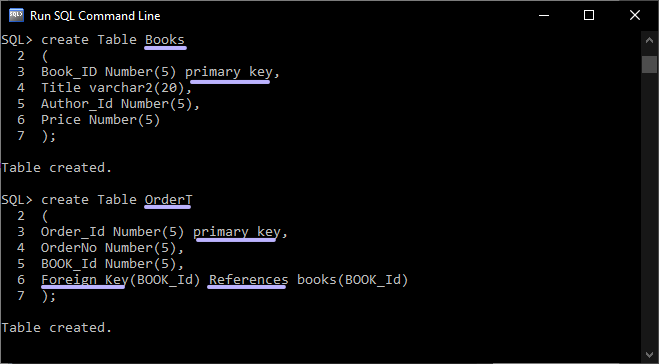 Run SQL Command Line
SQL> create Table Books
2 (
3 Book_ID Number(5) primary key,
4 Title varchar2(20),
5 Author_Id Number(5),
6 Price Number(5)
7 );
Table created.
SQL> create Table OrderT
2 (
3 Order_Id Number(5) primary key,
4 OrderNo Number(5),
5 BOOK_Id Number(5),
6 Foreign Key(BOOK_Id) References books(BOOK_Id)
7 );
Table created.